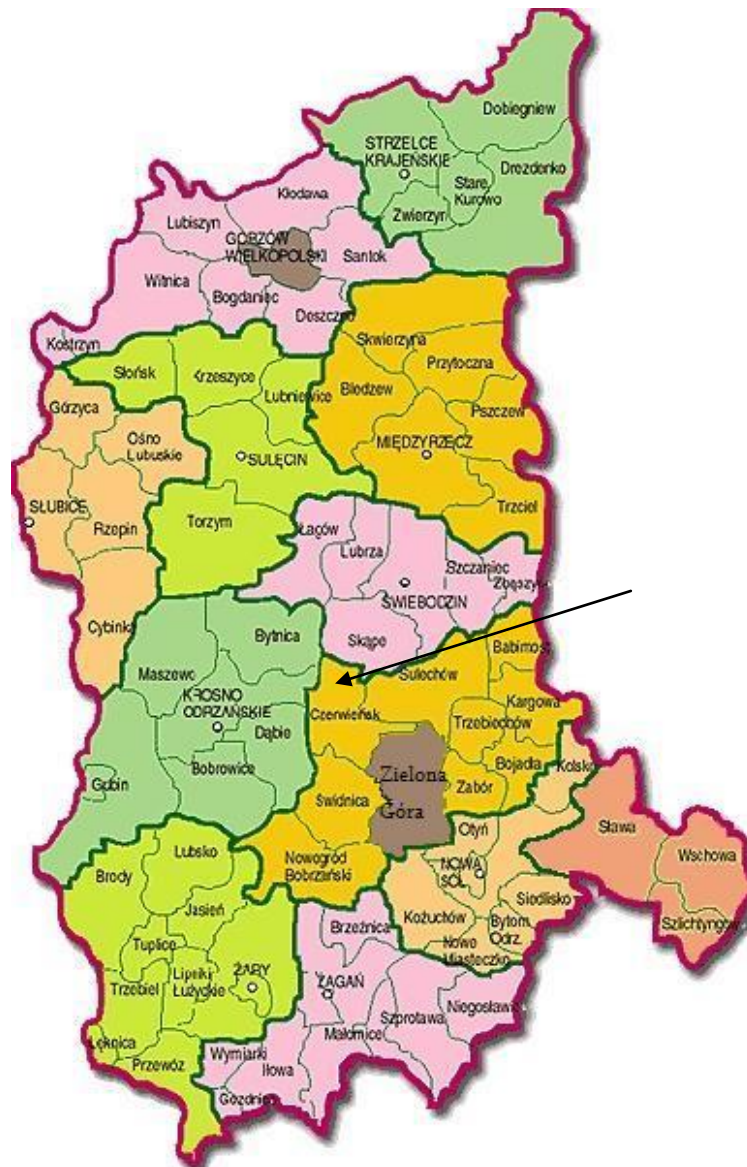 Dobiegniew
STRZELCE
KRAJEŃSKIE
Drezdenko
Stare
Kurowo
Zwierzyn
Kłodawa
Lubiszyn
GORZÓW
WIELKOPOLSKI
Santok
Witnica
Bogdaniec
Deszczno
Kostrzyn
Skwierzyna
Przytoczna
Słońsk
Krzeszyce
Lubniewice
Bledzew
Pszczew
Górzyca
Ośno
Lubuskie
MIĘDZYRZECZ
SULĘCIN
SŁUBICE
Rzepin
Torzym
Trzciel
Łagów
Lubrza
Szczaniec
Zbąszyn
ŚWIEBODZIN
Cybinka
Bytnica
Skąpe
Babimost
Maszewo
Sulechów
KROSNO
ODRZAŃSKIE
Czerwieńsk
Kargowa
Trzebiechów
Dąbie
Bobrowice
Gubin
Zielona
Góra
Bojadła
Kolsko
Zabór
Świdnica
Otyń
Sława
Lubsko
Brody
Nowogród
Bobrzański
NOWA
SÓL
Wschowa
Siedlisko
Jasień
Kożuchów
Bytom
Odrz.
Szlichtyngów
Brzeźnica
Tuplice
Nowe
Miasteczko
Trzebiel
Lipinki
Łużyckie
ŻARY
ŻAGAŃ
Niegosławic
Szprotawa
Małomice
Łęknica
Przewóz
Wymiarki
Iłowa
Gozdnica